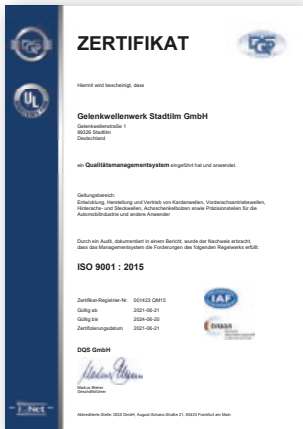 ZERTIFIKAT
DQS
UL
Hiermit wird bescheinigt, dass
Gelenkwellenwerk Stadtilm GmbH
Gelenkwellenstraße 1
99326 Stadtilm
Deutschland
ein Qualitätsmanagementsystem eingeführt hat und anwendet.
Geltungsbereich:
Entwicklung, Herstellung und Vertrieb von Kardanwellen, Vorderachsantriebswellen,
Hinterachs- und Steckwellen, Achsschenkelbolzen sowie Präzisionsteilen für die
Automobilindustrie und andere Anwender
Durch ein Audit, dokumentiert in einem Bericht, wurde der Nachweis erbracht,
dass das Managementsystem die Forderungen des folgenden Regelwerks erfüllt:
ISO 9001 : 2015
Zertifikat-Register-Nr. 001423 QM15
Gültig ab 2021-06-21
Gültig bis 2024-06-20
Zertifizierungsdatum 2021-06-21
IAF
DAkkS
DQS GmbH
Markus Bleher
Geschäftsführer
IQNet
Akkreditierte Stelle: DQS GmbH, August-Schanz-Straße 21, 60433 Frankfurt am Main